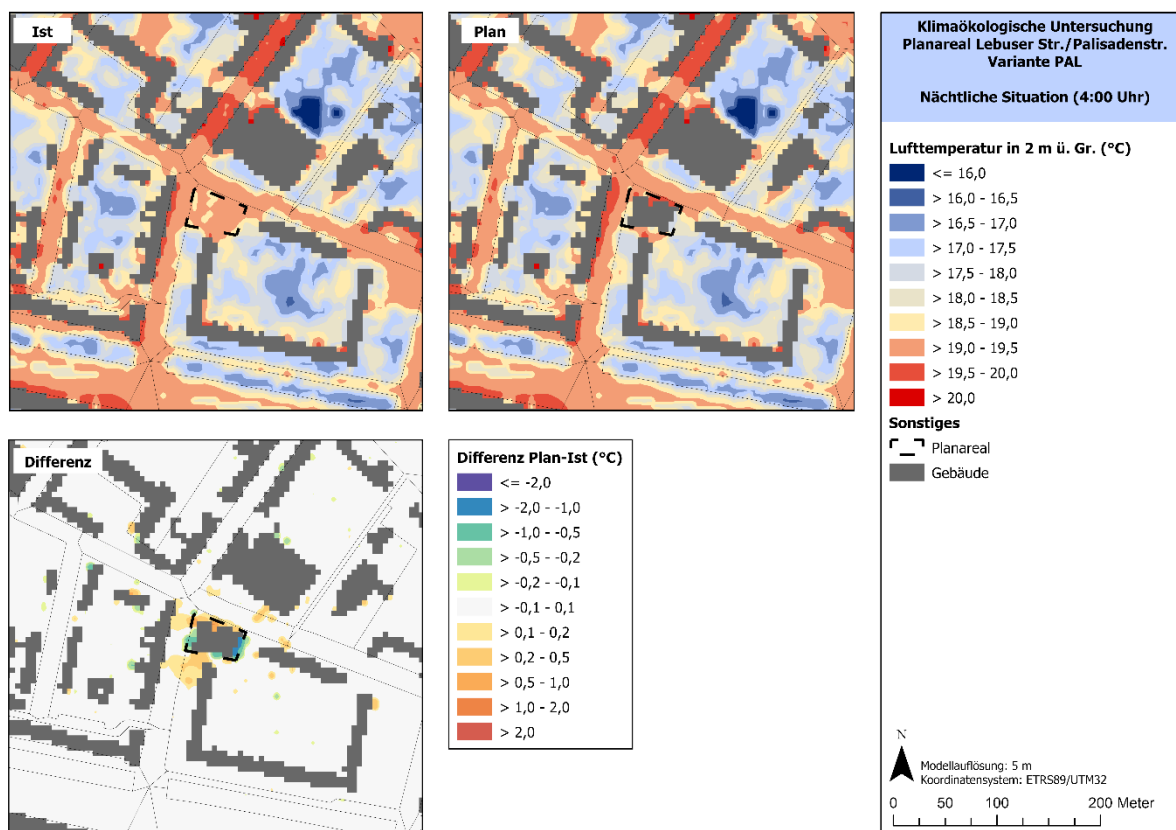 Ist
Plan
Klimaökologische Untersuchung
Planareal Lebuser Str./Palisadenstr.
Variante PAL
Nächtliche Situation (4:00 Uhr)
Lufttemperatur in 2 m ü. Gr. (°C)
<= 16,0
> 16,0 - 16,5
> 16,5 - 17,0
> 17,0 - 17,5
> 17,5 - 18,0
> 18,0 - 18,5
> 18,5 - 19,0
> 19,0 - 19,5
> 19,5 - 20,0
> 20,0
Sonstiges
Planareal
Gebäude
Differenz
Differenz Plan-Ist (°C)
<= -2,0
> -2,0 - -1,0
> -1,0 - -0,5
> -0,5 - -0,2
> -0,2 - -0,1
> -0,1 - 0,1
> 0,1 - 0,2
> 0,2 - 0,5
> 0,5 - 1,0
> 1,0 - 2,0
> 2,0
N
Modellauflösung: 5 m
Koordinatensystem: ETRS89/UTM32
0 50 100 200 Meter